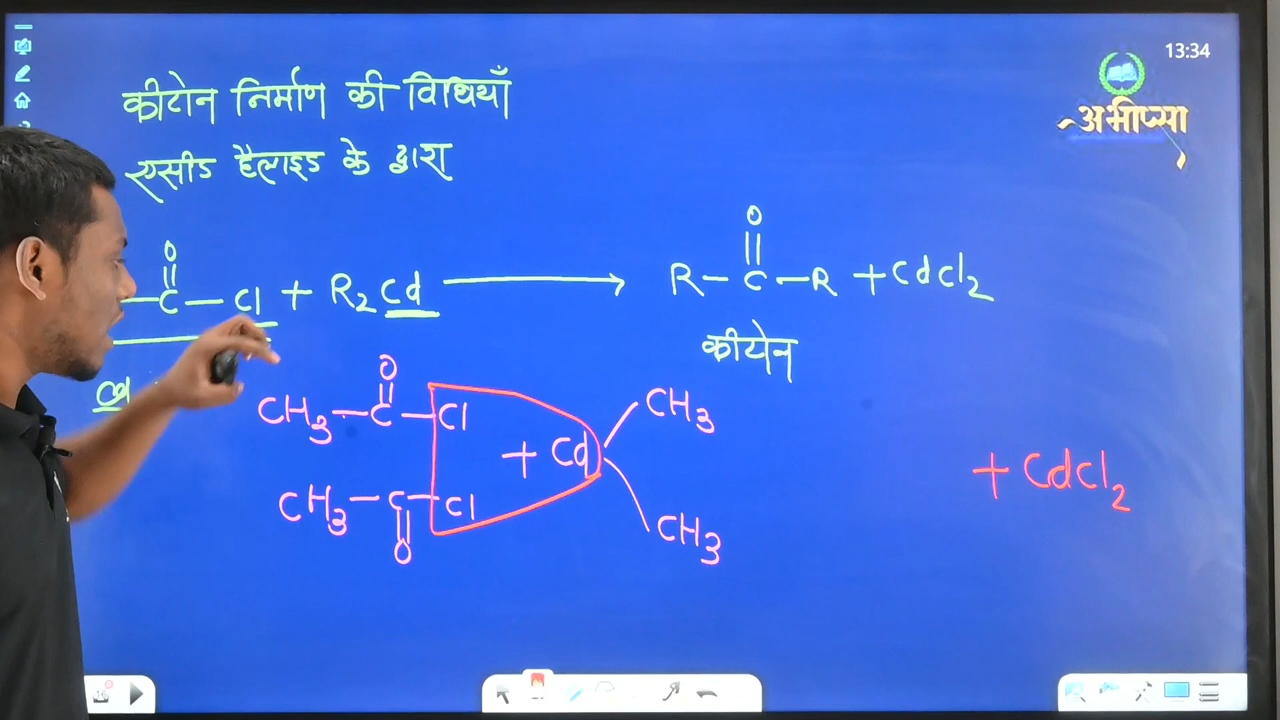 13:34
अभीप्सा
कीटोन निर्माण की विधियाँ
एसीड हैलाइड के द्वारा
O
||
—C—Cl + R₂Cd ⟶ R—C—R + CdCl₂
O
||
कीटोन
O
||
CH₃—C—Cl
+ Cd
CH₃
CH₃—C—Cl
||
O
CH₃
+ CdCl₂